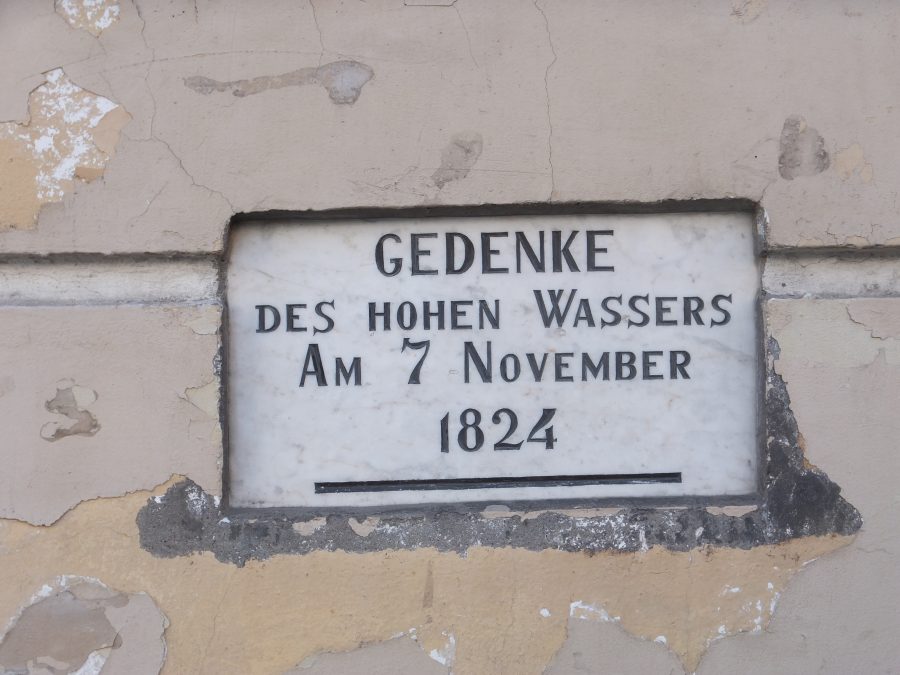 GEDENKE
DES HOHEN WASSERS
AM 7 NOVEMBER
1824